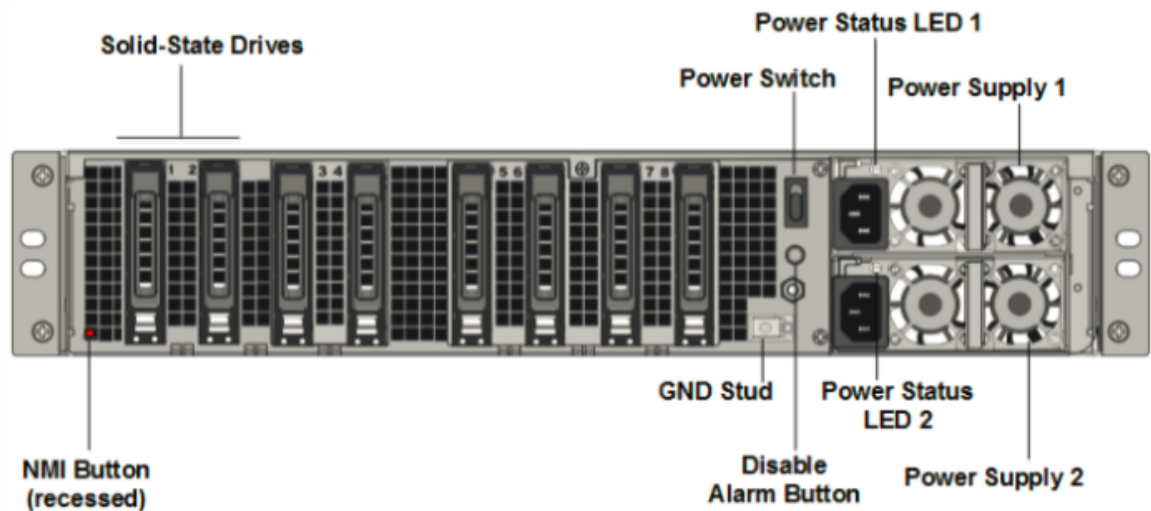 Power Status LED 1
Solid-State Drives
Power Switch
Power Supply 1
1 2
3 4
5 6
7 8
GND Stud
Power Status
LED 2
NMI Button
(recessed)
Disable
Alarm Button
Power Supply 2